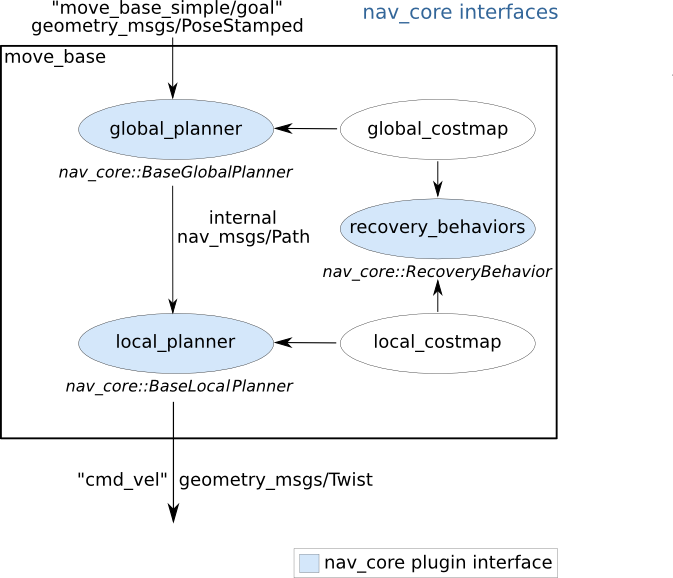 "move_base_simple/goal"
geometry_msgs/PoseStamped
nav_core interfaces
move_base
global_planner
global_costmap
nav_core::BaseGlobalPlanner
internal
nav_msgs/Path
recovery_behaviors
nav_core::RecoveryBehavior
local_planner
local_costmap
nav_core::BaseLocalPlanner
"cmd_vel" geometry_msgs/Twist
nav_core plugin interface